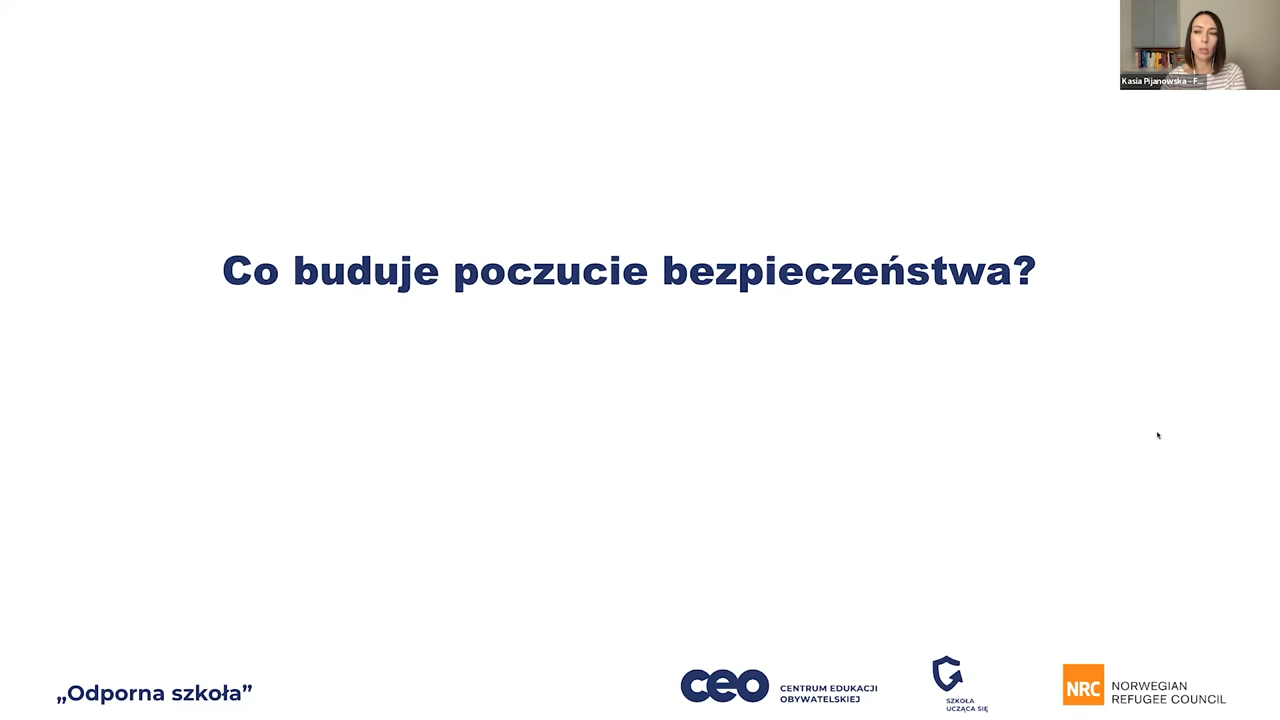 Kasia Pijanowska - F...
Co buduje poczucie bezpieczeństwa?
„Odporna szkoła”
ceo
CENTRUM EDUKACJI
OBYWATELSKIEJ
SZKOŁA
UCZĄCA SIĘ
NRC
NORWEGIAN
REFUGEE COUNCIL